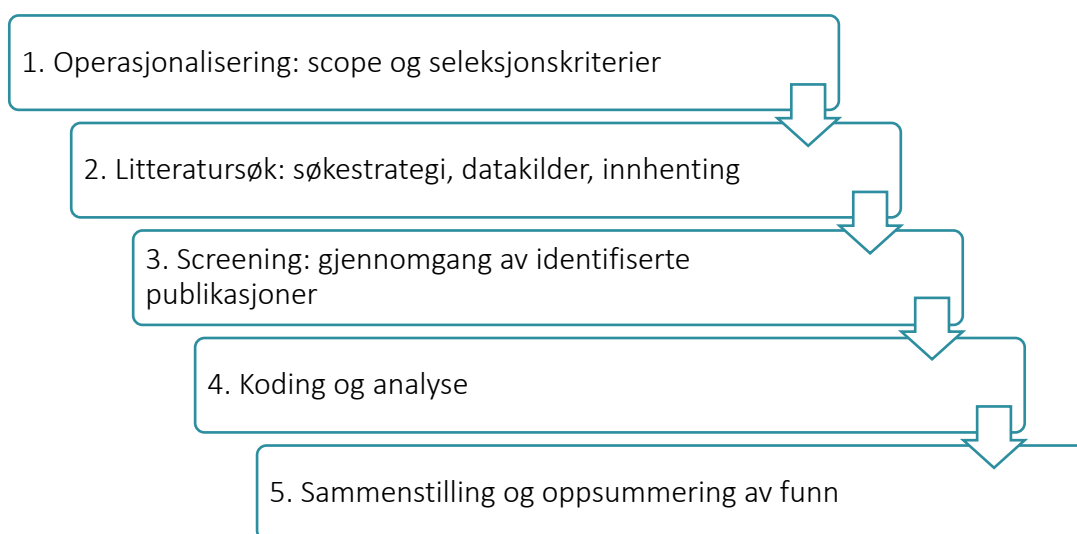 1. Operasjonalisering: scope og seleksjonskriterier
2. Litteratursøk: søkestrategi, datakilder, innhenting
3. Screening: gjennomgang av identifiserte
publikasjoner
4. Koding og analyse
5. Sammenstilling og oppsummering av funn